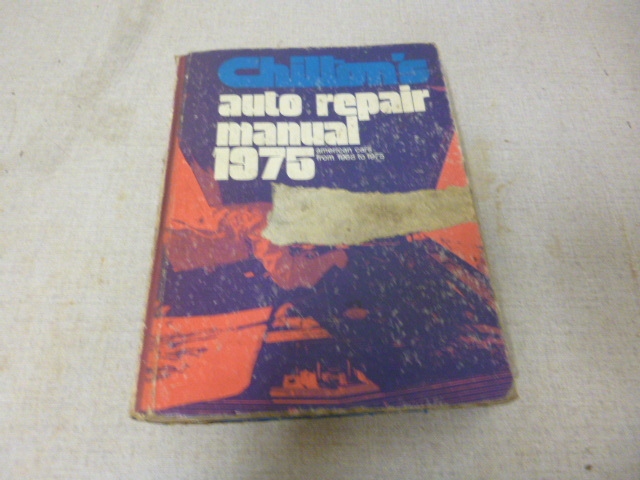 Chilton's
auto repair
manual
1975
american cars
from 1968 to 1975